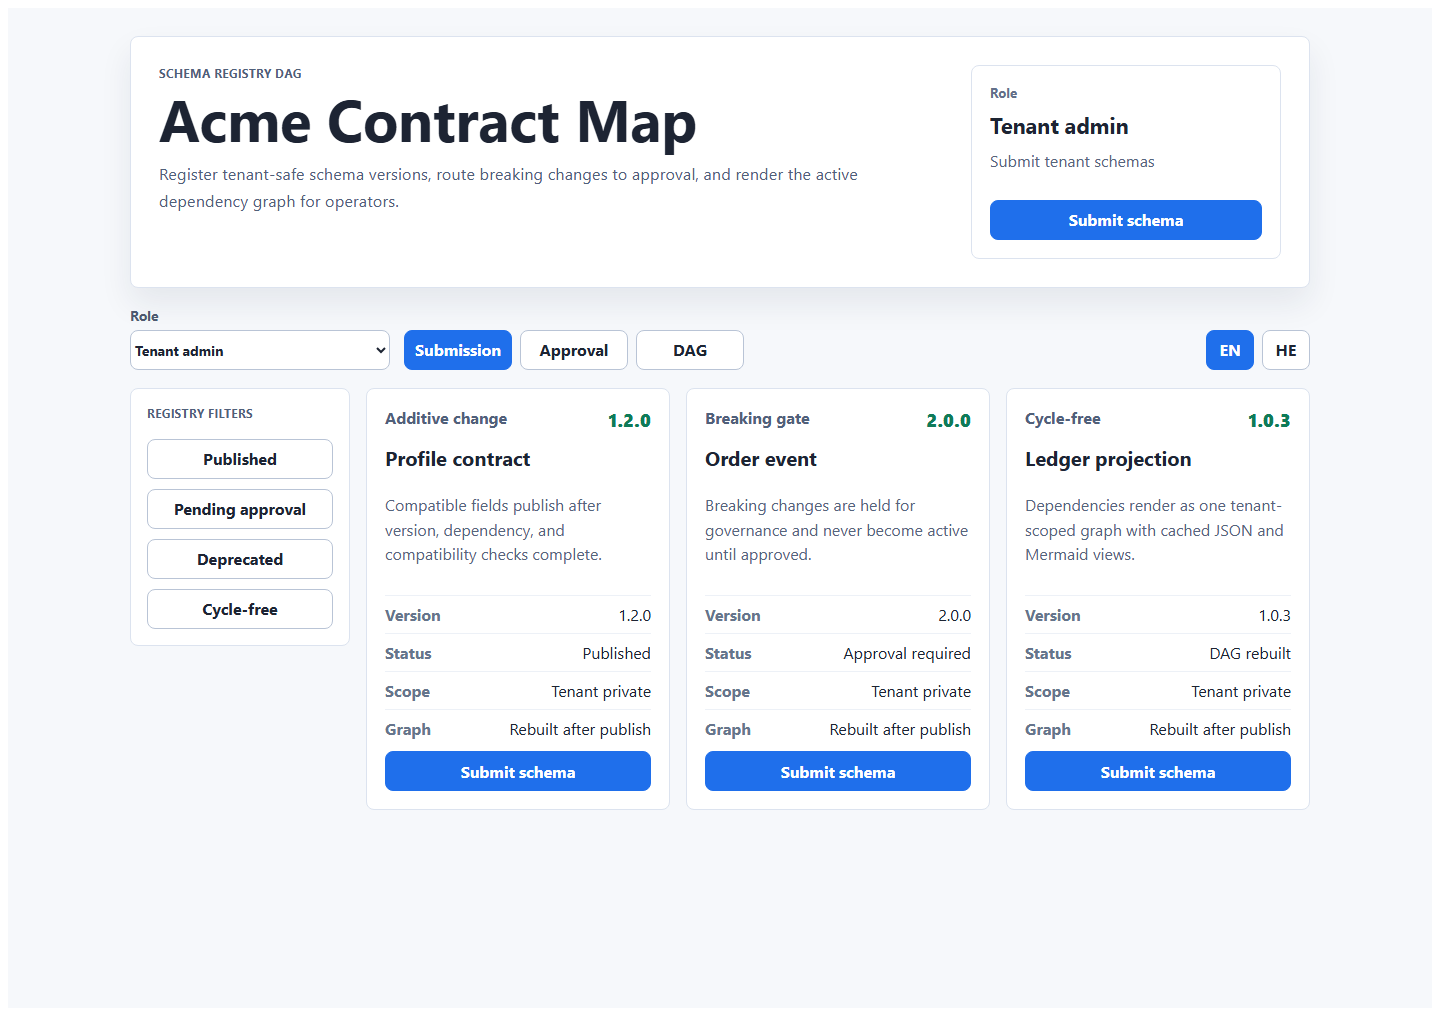 SCHEMA REGISTRY DAG
Acme Contract Map
Register tenant-safe schema versions, route breaking changes to approval, and render the active
dependency graph for operators.
Role
Tenant admin
Submit tenant schemas
Submit schema
Role
Tenant admin
Submission
Approval
DAG
EN
HE
REGISTRY FILTERS
Published
Pending approval
Deprecated
Cycle-free
Additive change 1.2.0
Profile contract
Compatible fields publish after
version, dependency, and
compatibility checks complete.
Version 1.2.0
Status Published
Scope Tenant private
Graph Rebuilt after publish
Submit schema
Breaking gate 2.0.0
Order event
Breaking changes are held for
governance and never become active
until approved.
Version 2.0.0
Status Approval required
Scope Tenant private
Graph Rebuilt after publish
Submit schema
Cycle-free 1.0.3
Ledger projection
Dependencies render as one tenant-
scoped graph with cached JSON and
Mermaid views.
Version 1.0.3
Status DAG rebuilt
Scope Tenant private
Graph Rebuilt after publish
Submit schema